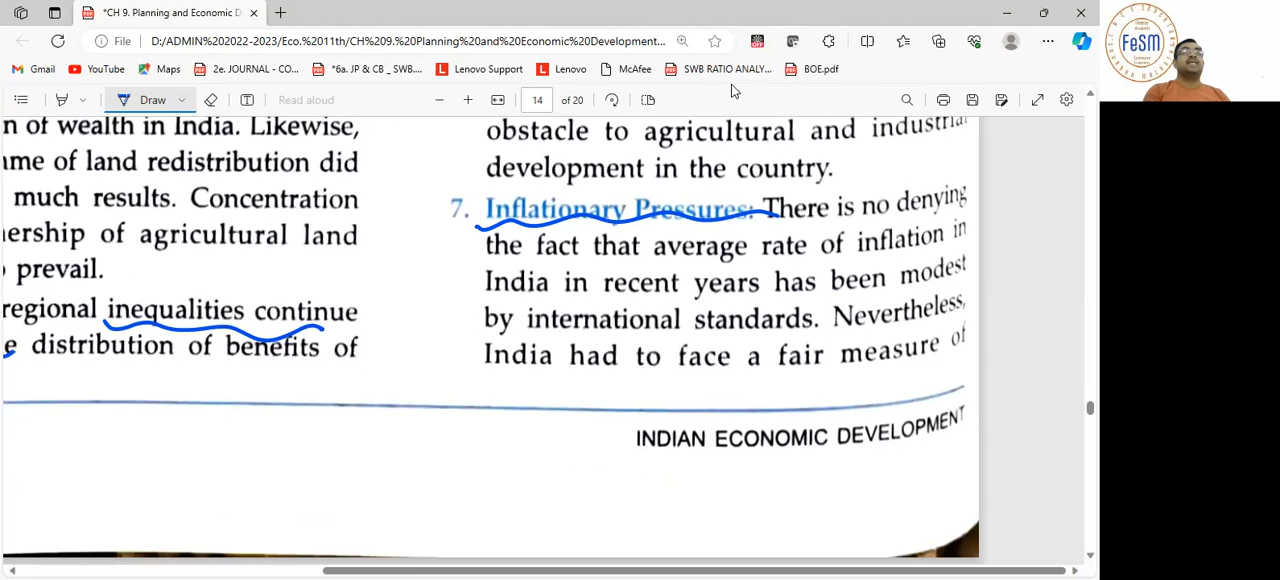 *CH 9. Planning and Economic D
File D:/ADMIN%202022-2023/Eco.%2011th/CH%209.%20Planning%20and%20Economic%20Development...
Gmail YouTube Maps 2e. JOURNAL - CO... *6a. JP & CB _ SWB... Lenovo Support Lenovo McAfee SWB RATIO ANALY... BOE.pdf
Draw Read aloud 14 of 20
n of wealth in India. Likewise,
me of land redistribution did
much results. Concentration
ership of agricultural land
prevail.
regional inequalities continue
e distribution of benefits of
obstacle to agricultural and industrial
development in the country.
7. Inflationary Pressures: There is no denying
the fact that average rate of inflation in
India in recent years has been modest
by international standards. Nevertheless,
India had to face a fair measure of
INDIAN ECONOMIC DEVELOPMENT
FeSM